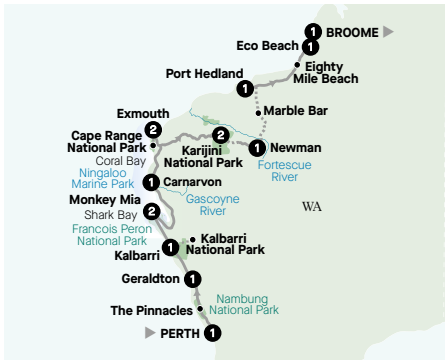 1 BROOME
Eco Beach 1
Port Hedland
1
Eighty
Mile Beach
Exmouth
2
Marble Bar
Cape Range
National Park
2
Karijini
National Park
1 Newman
Coral Bay
Ningaloo
Marine Park
Fortescue
River
1 Carnarvon
Monkey Mia
2
Gascoyne
River
WA
Shark Bay
Francois Peron
National Park
Kalbarri
National Park
Kalbarri 1
Geraldton 1
The Pinnacles
Nambung
National Park
PERTH 1